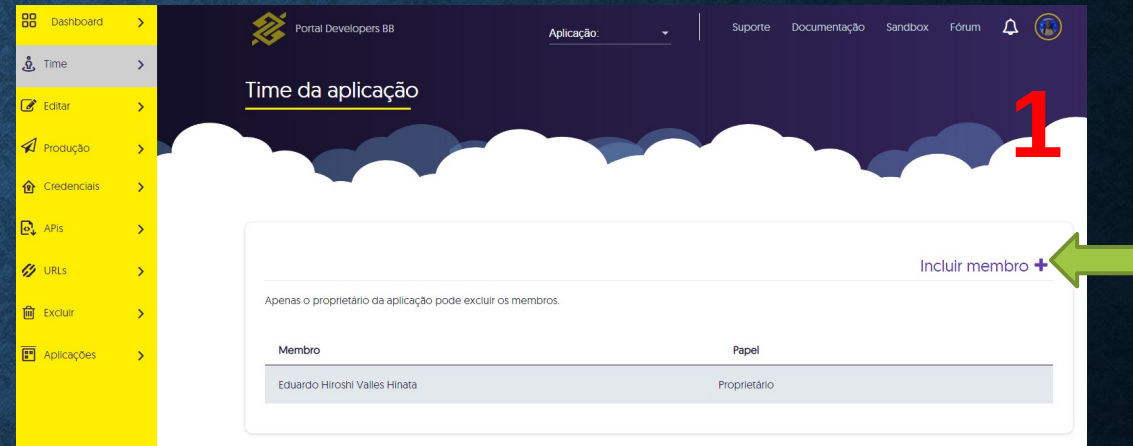 Dashboard
Time
Editar
Produção
Credenciais
APIs
URLs
Excluir
Aplicações
Portal Developers BB
Aplicação:
Suporte Documentação Sandbox Fórum
Time da aplicação
1
Incluir membro +
Apenas o proprietário da aplicação pode excluir os membros.
Membro Papel
Eduardo Hiroshi Valles Hinata Proprietário